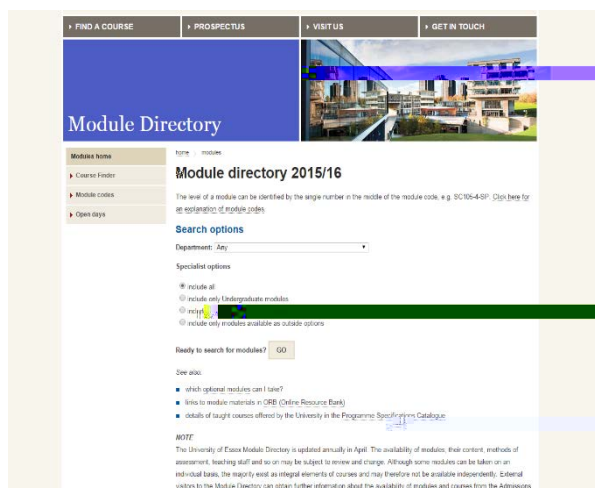 FIND A COURSE
PROSPECTUS
VISIT US
GET IN TOUCH
Module Directory
Modules home
Course Finder
Module codes
Open days
home modules
Module directory 2015/16
The level of a module can be identified by the single number in the middle of the module code, e.g. SC105-4-SP. Click here for
an explanation of module codes.
Search options
Department: Any
Specialist options
include all
include only Undergraduate modules
include only modules available as outside options
Ready to search for modules? GO
See also:
which optional modules can I take?
links to module materials in ORB (Online Resource Bank)
details of taught courses offered by the University in the Programme Specifications Catalogue
NOTE
The University of Essex Module Directory is updated annually in April. The availability of modules, their content, methods of
assessment, teaching staff and so on may be subject to review and change. Although some modules can be taken on an
individual basis, the majority exist as integral elements of courses and may therefore not be available independently. External
visitors to the Module Directory can obtain further information about the availability of modules and courses from the Admissions